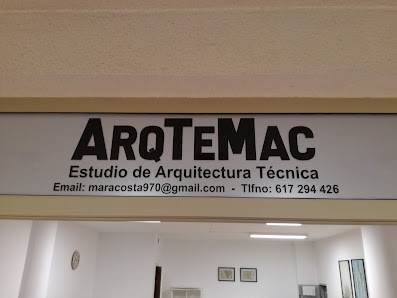 ARQTEMAC
Estudio de Arquitectura Técnica
Email: maracosta970@gmail.com - Tlfno: 617 294 426